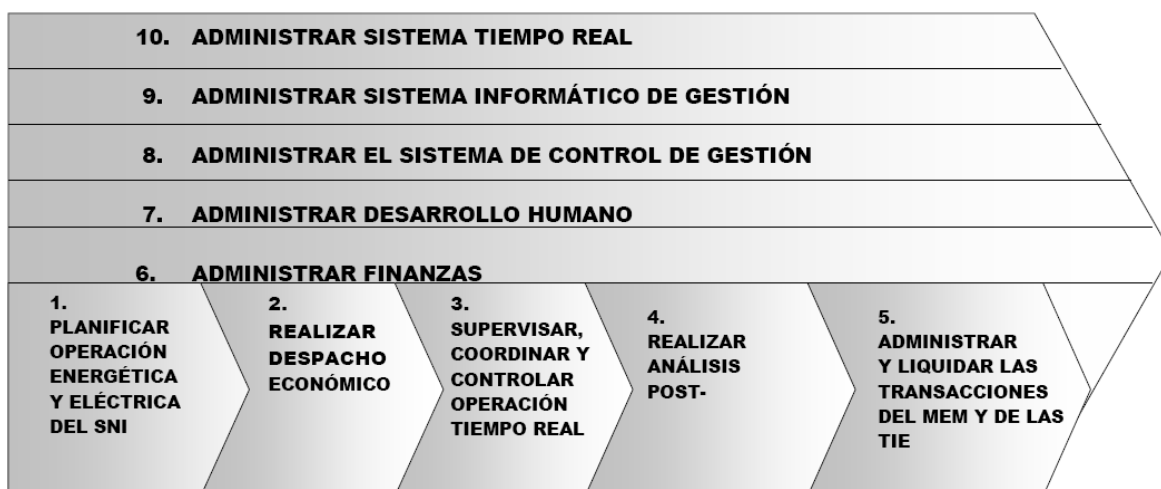 10. ADMINISTRAR SISTEMA TIEMPO REAL
9. ADMINISTRAR SISTEMA INFORMÁTICO DE GESTIÓN
8. ADMINISTRAR EL SISTEMA DE CONTROL DE GESTIÓN
7. ADMINISTRAR DESARROLLO HUMANO
6. ADMINISTRAR FINANZAS
1.
PLANIFICAR
OPERACIÓN
ENERGÉTICA
Y ELÉCTRICA
DEL SNI
2.
REALIZAR
DESPACHO
ECONÓMICO
3.
SUPERVISAR,
COORDINAR Y
CONTROLAR
OPERACIÓN
TIEMPO REAL
4.
REALIZAR
ANÁLISIS
POST-
5.
ADMINISTRAR
Y LIQUIDAR LAS
TRANSACCIONES
DEL MEM Y DE LAS
TIE